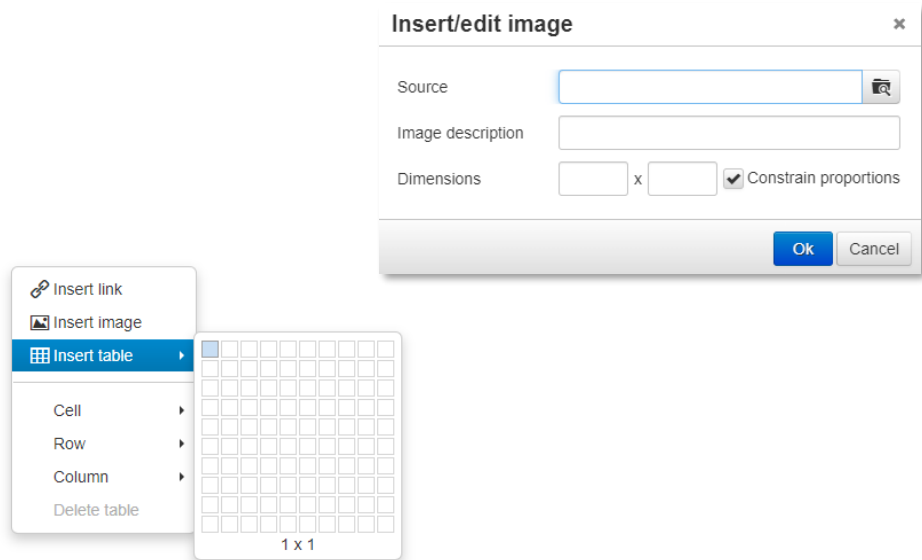 Insert/edit image
Source
Image description
Dimensions x Constrain proportions
Ok Cancel
Insert link
Insert image
Insert table
Cell
Row
Column
Delete table
1 x 1